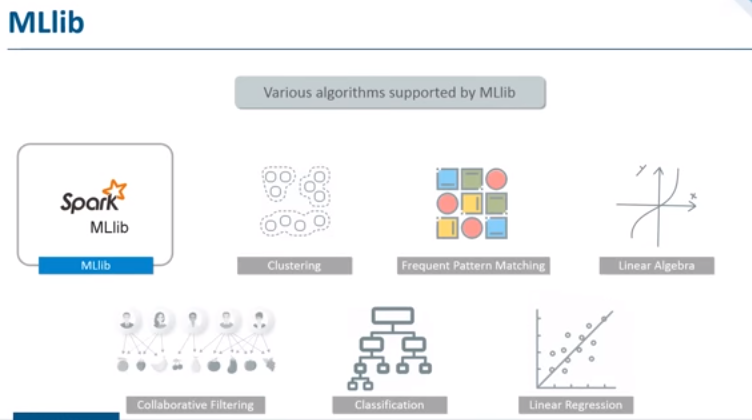 MLlib
Various algorithms supported by MLlib
Spark
MLlib
MLlib
Clustering
Frequent Pattern Matching
y
x
Linear Algebra
Collaborative Filtering
Classification
Linear Regression